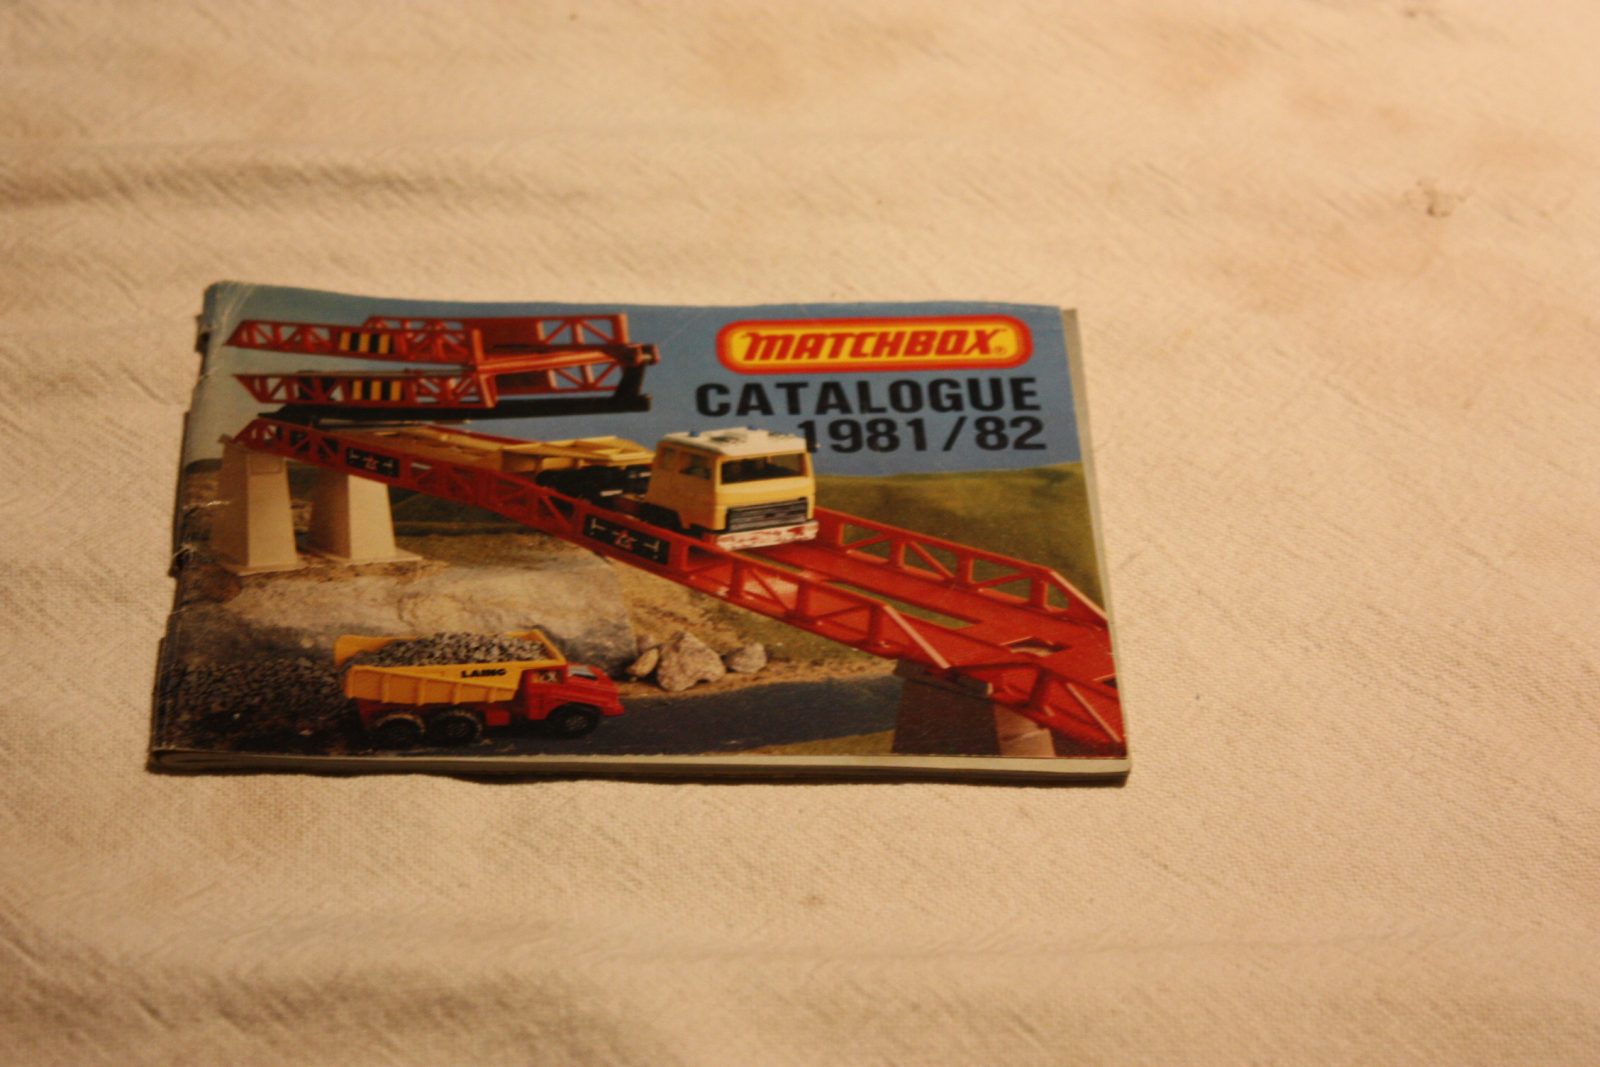 MATCHBOX®
CATALOGUE
1981/82
LAING